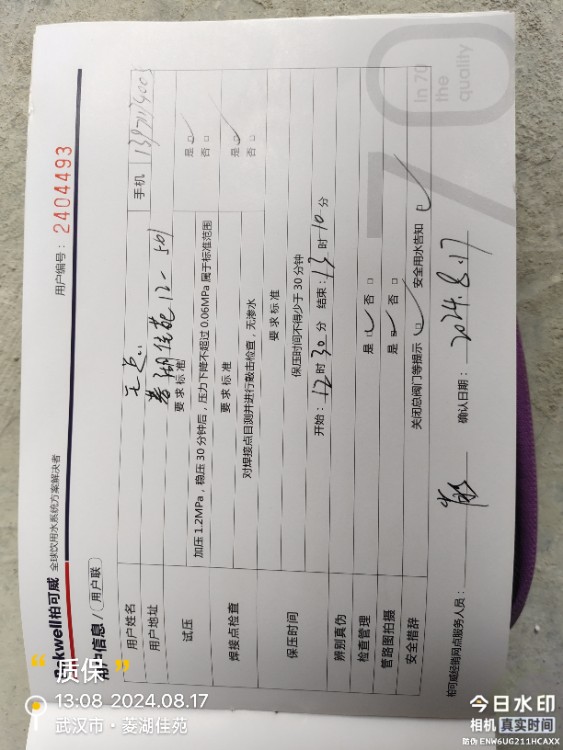 Rokwell柏可威 全球饮用水系统方案解决者
用户编号：2404493
用户信息/（用户联）
用户姓名 王总 手机
用户地址 菱湖佳苑12-501
试压 要求标准
加压1.2MPa，稳压30分钟后，压力下降不超过0.06MPa属于标准范围
是□
否□
焊接点检查 要求标准
对焊接点目测并进行敲击检查，无渗水
是□
否□
保压时间 要求标准
保压时间不得少于30分钟
开始：12时30分 结束：13时10分
辨别真伪
检查管理 是□ 否□
管路图拍摄 是□ 否□
安全措辞 关闭总阀门等提示 安全用水告知
柏可威经销网点服务人员： 确认日期：2024.8.17
70
In 70
the
quality
“质保”
13:08 2024.08.17
武汉市·菱湖佳苑
今日水印
相机 真实时间
防伪 ENW6UG211HCAXX